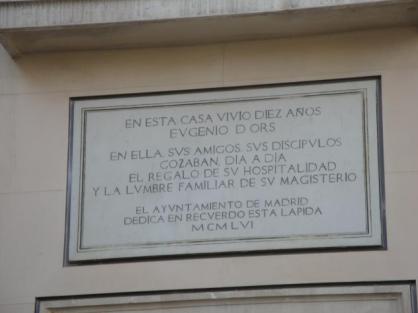 EN ESTA CASA VIVIO DIEZ AÑOS
EVGENIO D ORS
EN ELLA, SVS AMIGOS, SVS DISCIPVLOS
GOZABAN, DIA A DIA
EL REGALO DE SV HOSPITALIDAD
Y LA LVMBRE FAMILIAR DE SV MAGISTERIO
EL AYVNTAMIENTO DE MADRID
DEDICA EN RECVERDO ESTA LAPIDA
MCMLVI